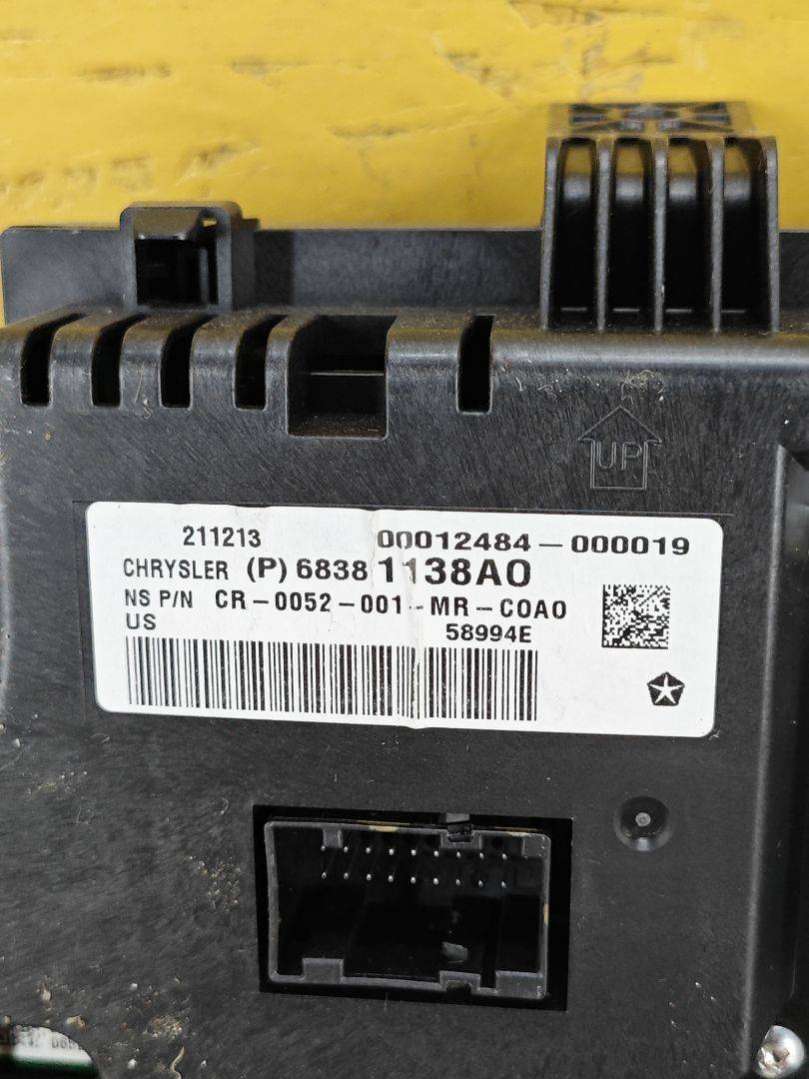 UP
211213 00012484-000019
CHRYSLER (P) 68381138AO
NS P/N CR-0052-001-MR-COAO
US 58994E